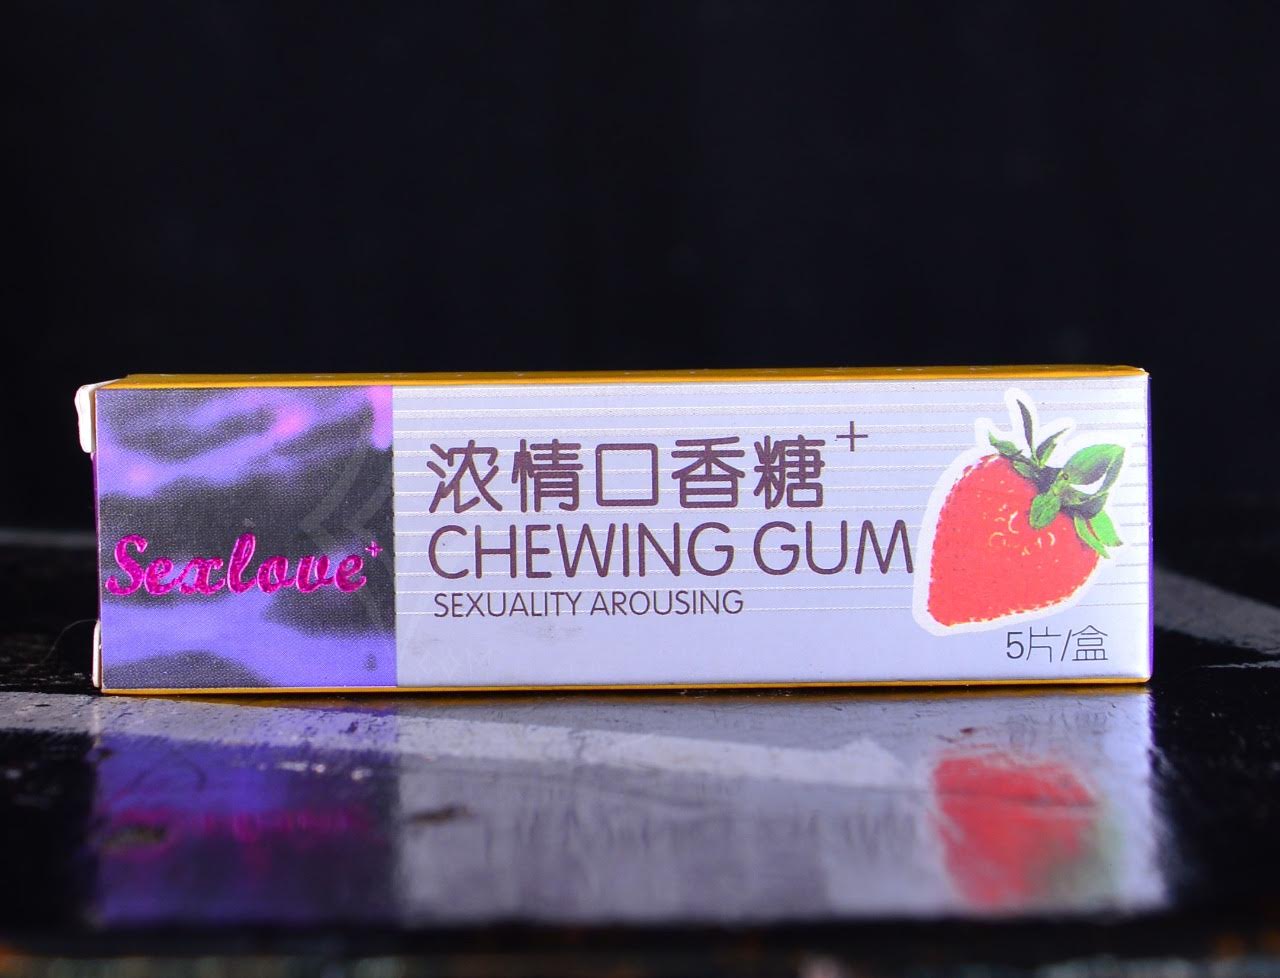 Sexlove+
浓情口香糖+
CHEWING GUM
SEXUALITY AROUSING
5片/盒